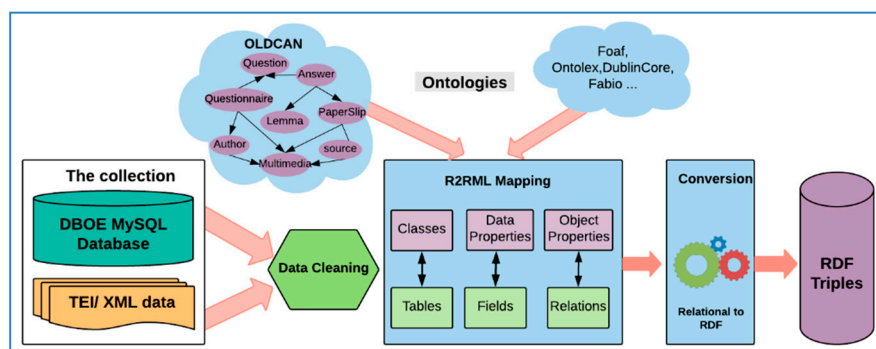 OLDCAN
Question
Answer
Questionnaire
PaperSlip
Lemma
Author
source
Multimedia
Ontologies
Foaf,
Ontolex,DublinCore,
Fabio ...
The collection
DBOE MySQL
Database
TEI/ XML data
Data Cleaning
R2RML Mapping
Classes
Data
Properties
Object
Properties
Tables
Fields
Relations
Conversion
Relational to
RDF
RDF
Triples